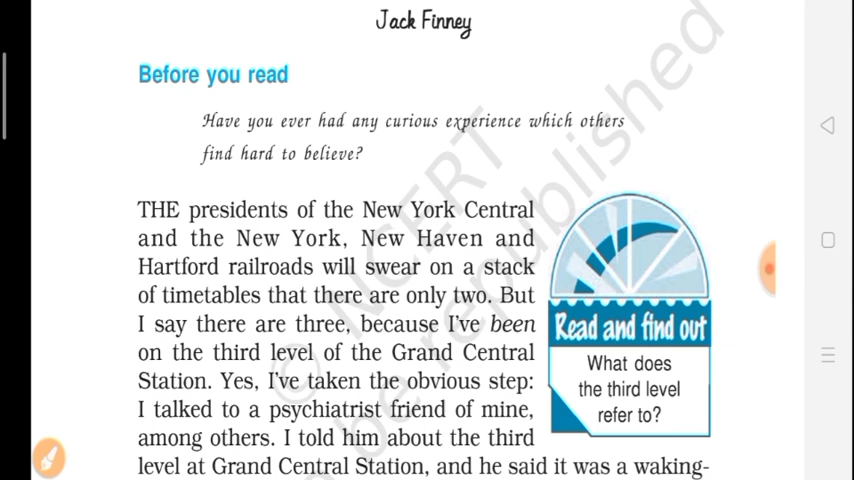 Jack Finney
Before you read
Have you ever had any curious experience which others
find hard to believe?
THE presidents of the New York Central
and the New York, New Haven and
Hartford railroads will swear on a stack
of timetables that there are only two. But
I say there are three, because I've been
on the third level of the Grand Central
Station. Yes, I've taken the obvious step:
I talked to a psychiatrist friend of mine,
among others. I told him about the third
level at Grand Central Station, and he said it was a waking-
Read and find out
What does
the third level
refer to?
© NCERT
be republished